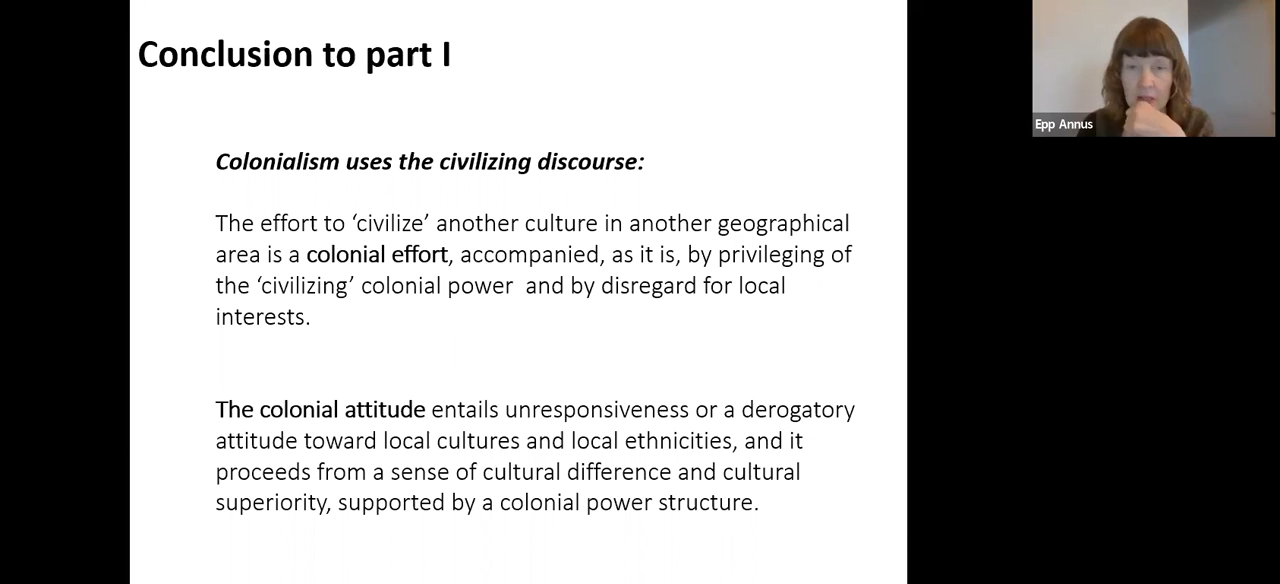 Conclusion to part I
Epp Annus
Colonialism uses the civilizing discourse:
The effort to ‘civilize’ another culture in another geographical
area is a colonial effort, accompanied, as it is, by privileging of
the ‘civilizing’ colonial power and by disregard for local
interests.
The colonial attitude entails unresponsiveness or a derogatory
attitude toward local cultures and local ethnicities, and it
proceeds from a sense of cultural difference and cultural
superiority, supported by a colonial power structure.